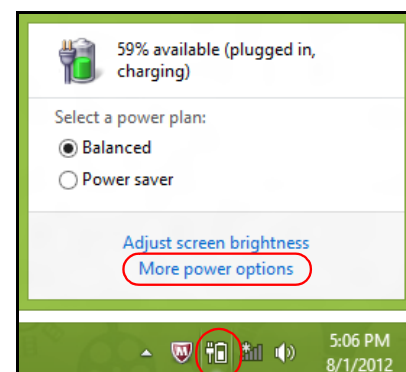 59% available (plugged in,
charging)
Select a power plan:
Balanced
Power saver
Adjust screen brightness
More power options
5:06 PM
8/1/2012